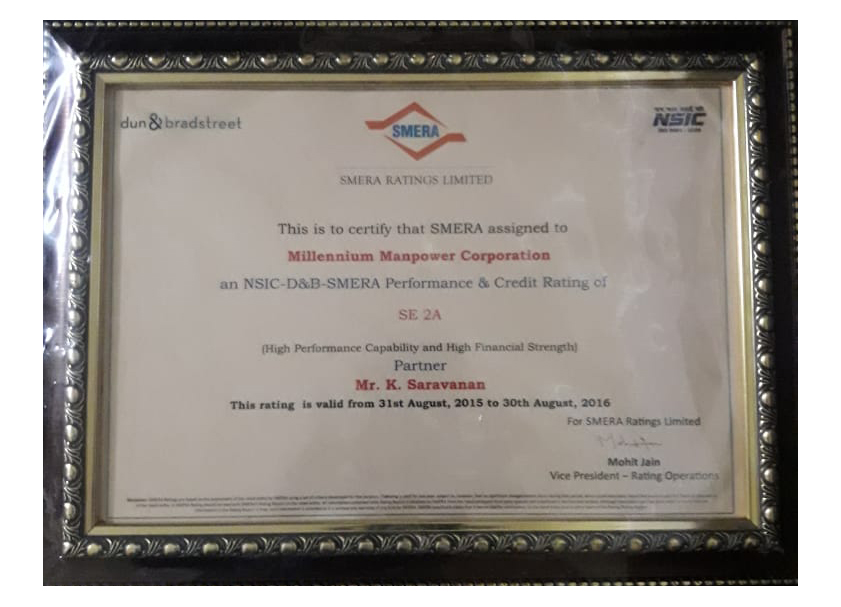 dun & bradstreet
SMERA
NSIC
SMERA RATINGS LIMITED
This is to certify that SMERA assigned to
Millennium Manpower Corporation
an NSIC-D&B-SMERA Performance & Credit Rating of
SE 2A
(High Performance Capability and High Financial Strength)
Partner
Mr. K. Saravanan
This rating is valid from 31st August, 2015 to 30th August, 2016
For SMERA Ratings Limited
Mohit Jain
Vice President – Rating Operations